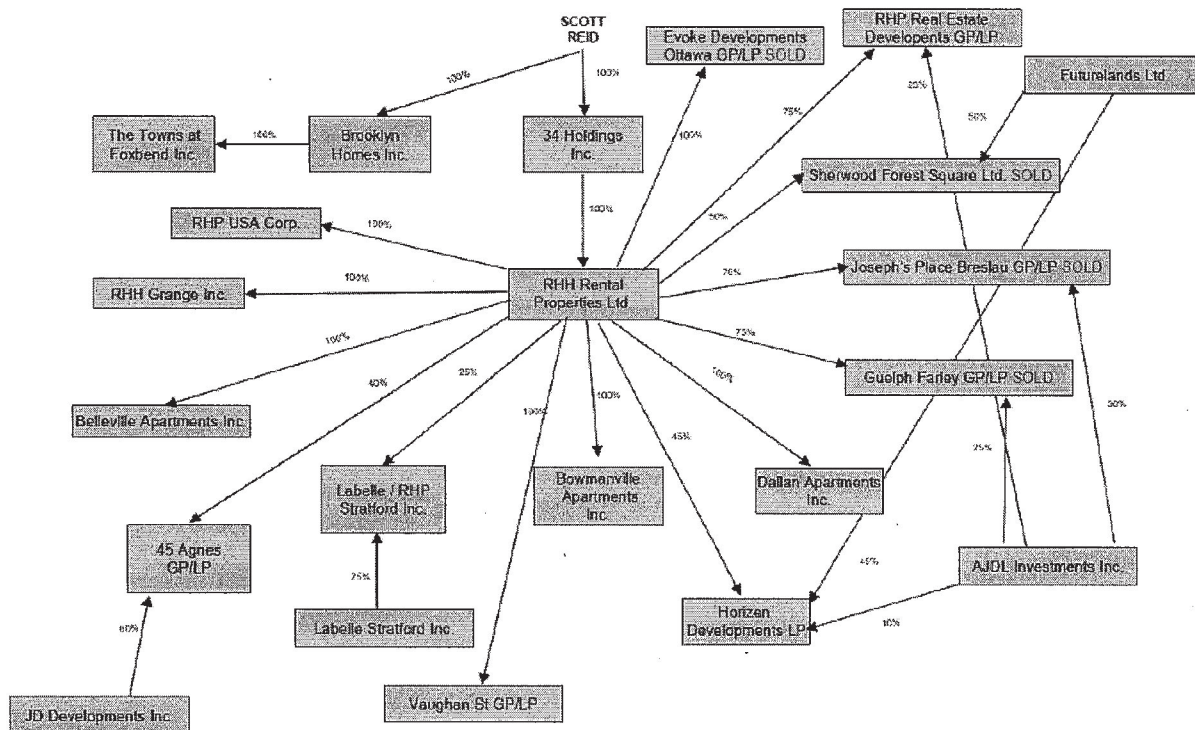 SCOTT
REID
Evoke Developments
Ottawa GP/LP SOLD
RHP Real Estate
Developents GP/LP
Futurelands Ltd.
100%
100%
25%
50%
75%
100%
The Towns at
Foxbend Inc.
100%
Brooklyn
Homes Inc.
34 Holdings
Inc.
Sherwood Forest Square Ltd. SOLD
RHP USA Corp.
100%
100%
50%
Joseph's Place Breslau GP/LP SOLD
RHH Grange Inc.
100%
RHH Rental
Properties Ltd
75%
100%
40%
25%
100%
100%
100%
45%
Guelph Farley GP/LP SOLD
25%
Belleville Apartments Inc.
Labelle / RHP
Stratford Inc.
Bowmanville
Apartments
Inc.
Dallan Apartments
Inc.
45 Agnes
GP/LP
25%
45%
AJDL Investments Inc.
Labelle Stratford Inc.
Horizen
Developments LP
10%
60%
JD Developments Inc.
Vaughan St GP/LP